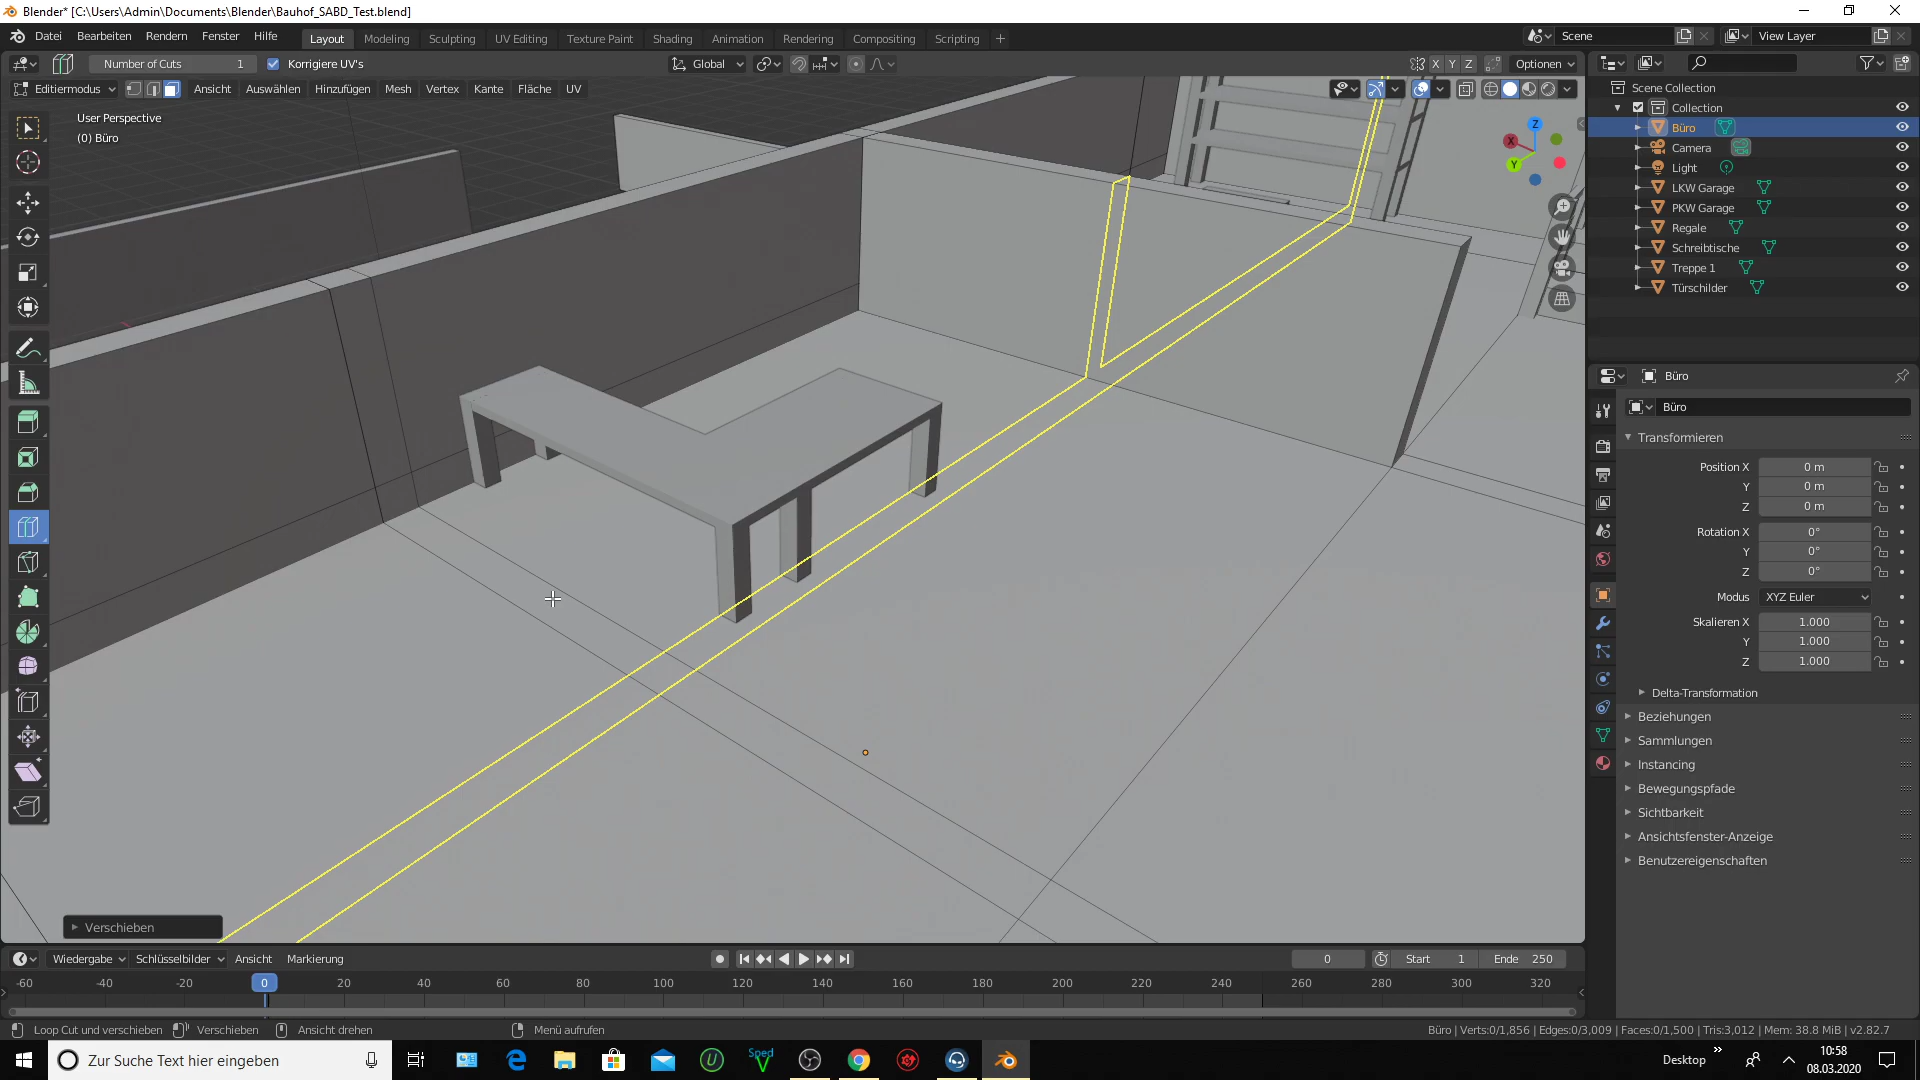 Blender* [C:\Users\Admin\Documents\Blender\Bauhof_SABD_Test.blend]
Datei Bearbeiten Rendern Fenster Hilfe Layout Modeling Sculpting UV Editing Texture Paint Shading Animation Rendering Compositing Scripting + Scene View Layer
Number of Cuts 1 Korrigiere UV's Global X Y Z Optionen
Editiermodus Ansicht Auswählen Hinzufügen Mesh Vertex Kante Fläche UV
User Perspective
(0) Büro
Z
X
Y
Scene Collection
Collection
Büro
Camera
Light
LKW Garage
PKW Garage
Regale
Schreibtische
Treppe 1
Türschilder
Büro
Büro
Transformieren
Position X 0 m
Y 0 m
Z 0 m
Rotation X 0°
Y 0°
Z 0°
Modus XYZ Euler
Skalieren X 1.000
Y 1.000
Z 1.000
Delta-Transformation
Beziehungen
Sammlungen
Instancing
Bewegungspfade
Sichtbarkeit
Ansichtsfenster-Anzeige
Benutzereigenschaften
Verschieben
Wiedergabe Schlüsselbilder Ansicht Markierung 0 Start 1 Ende 250
-60 -40 -20 0 20 40 60 80 100 120 140 160 180 200 220 240 260 280 300 320
Loop Cut und verschieben Verschieben Ansicht drehen Menü aufrufen Büro | Verts:0/1,856 | Edges:0/3,009 | Faces:0/1,500 | Tris:3,012 | Mem: 38.8 MiB | v2.82.7
Zur Suche Text hier eingeben Sped V Desktop » 10:58
08.03.2020